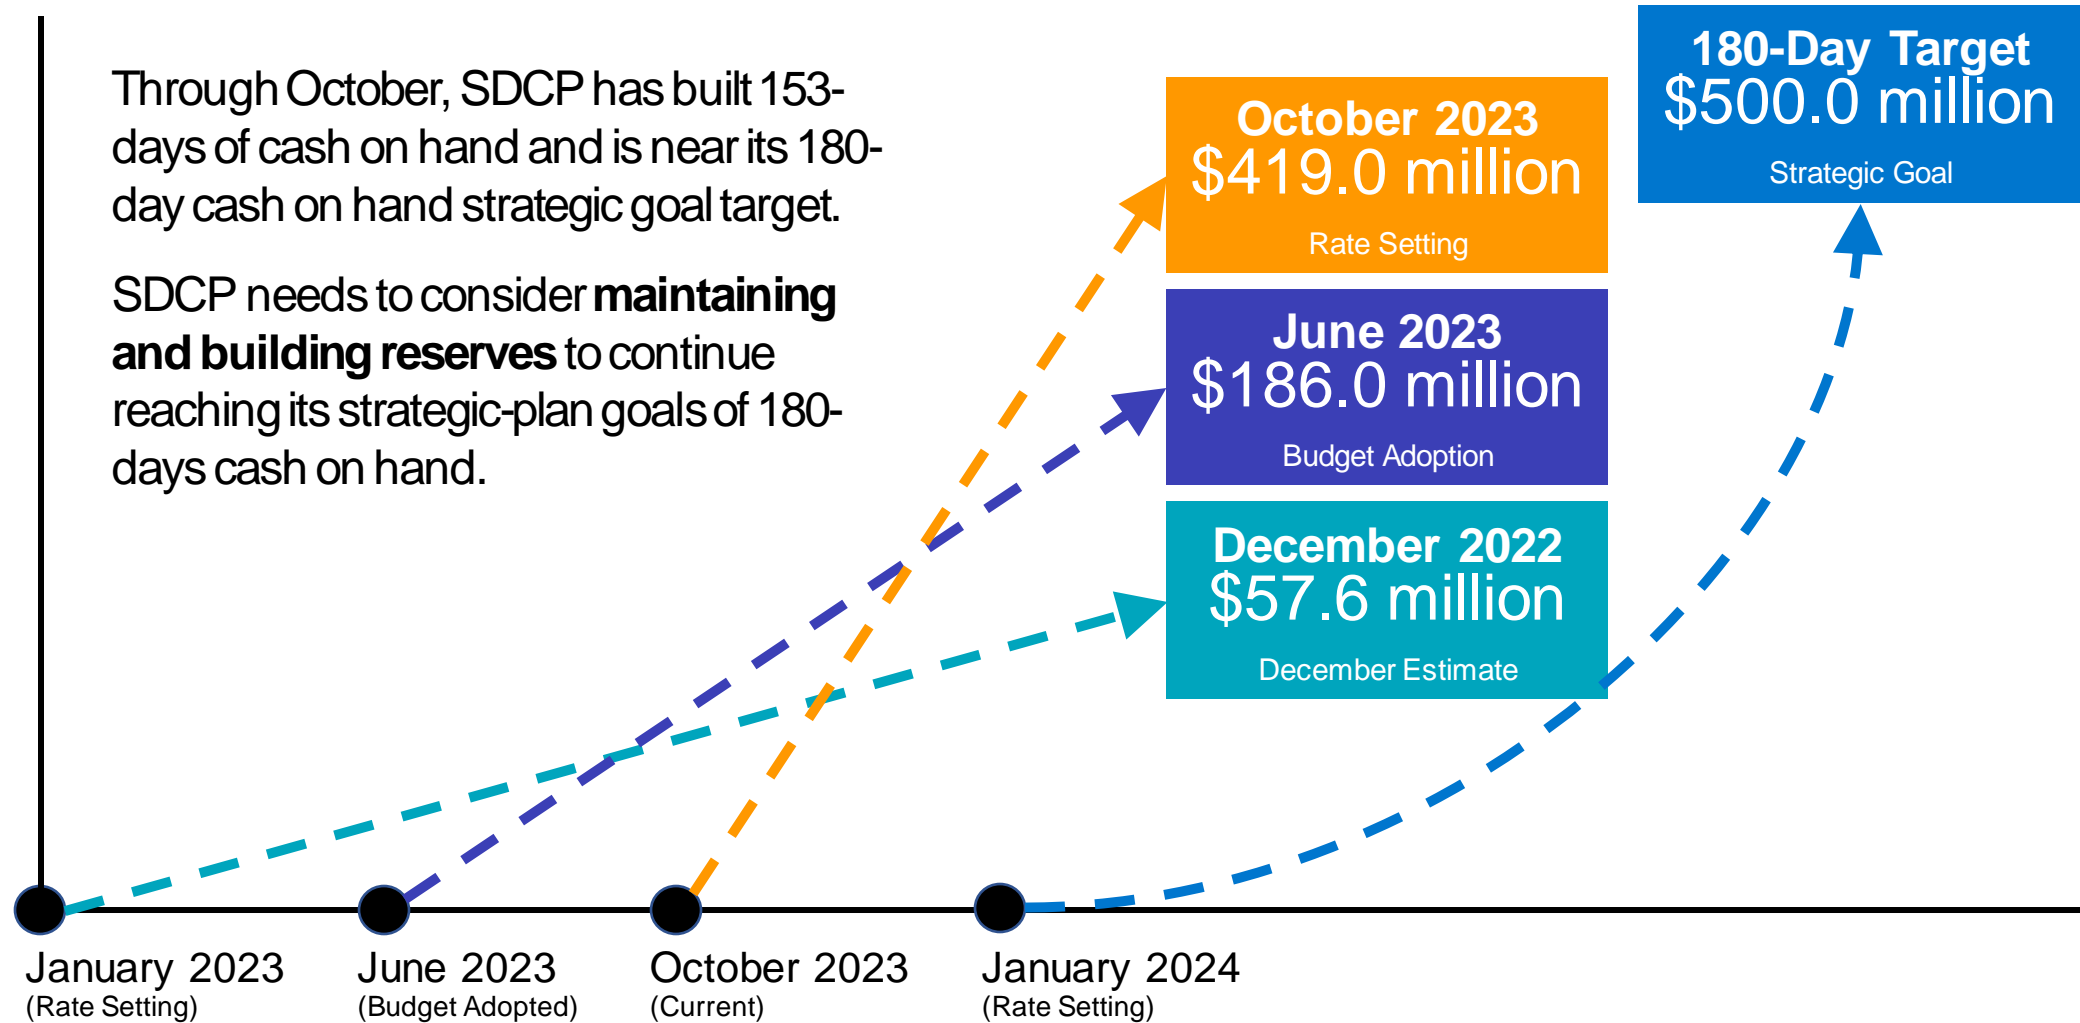 Through October, SDCP has built 153-
days of cash on hand and is near its 180-
day cash on hand strategic goal target.
SDCP needs to consider maintaining
and building reserves to continue
reaching its strategic-plan goals of 180-
days cash on hand.
180-Day Target
$500.0 million
Strategic Goal
October 2023
$419.0 million
Rate Setting
June 2023
$186.0 million
Budget Adoption
December 2022
$57.6 million
December Estimate
January 2023
(Rate Setting)
June 2023
(Budget Adopted)
October 2023
(Current)
January 2024
(Rate Setting)